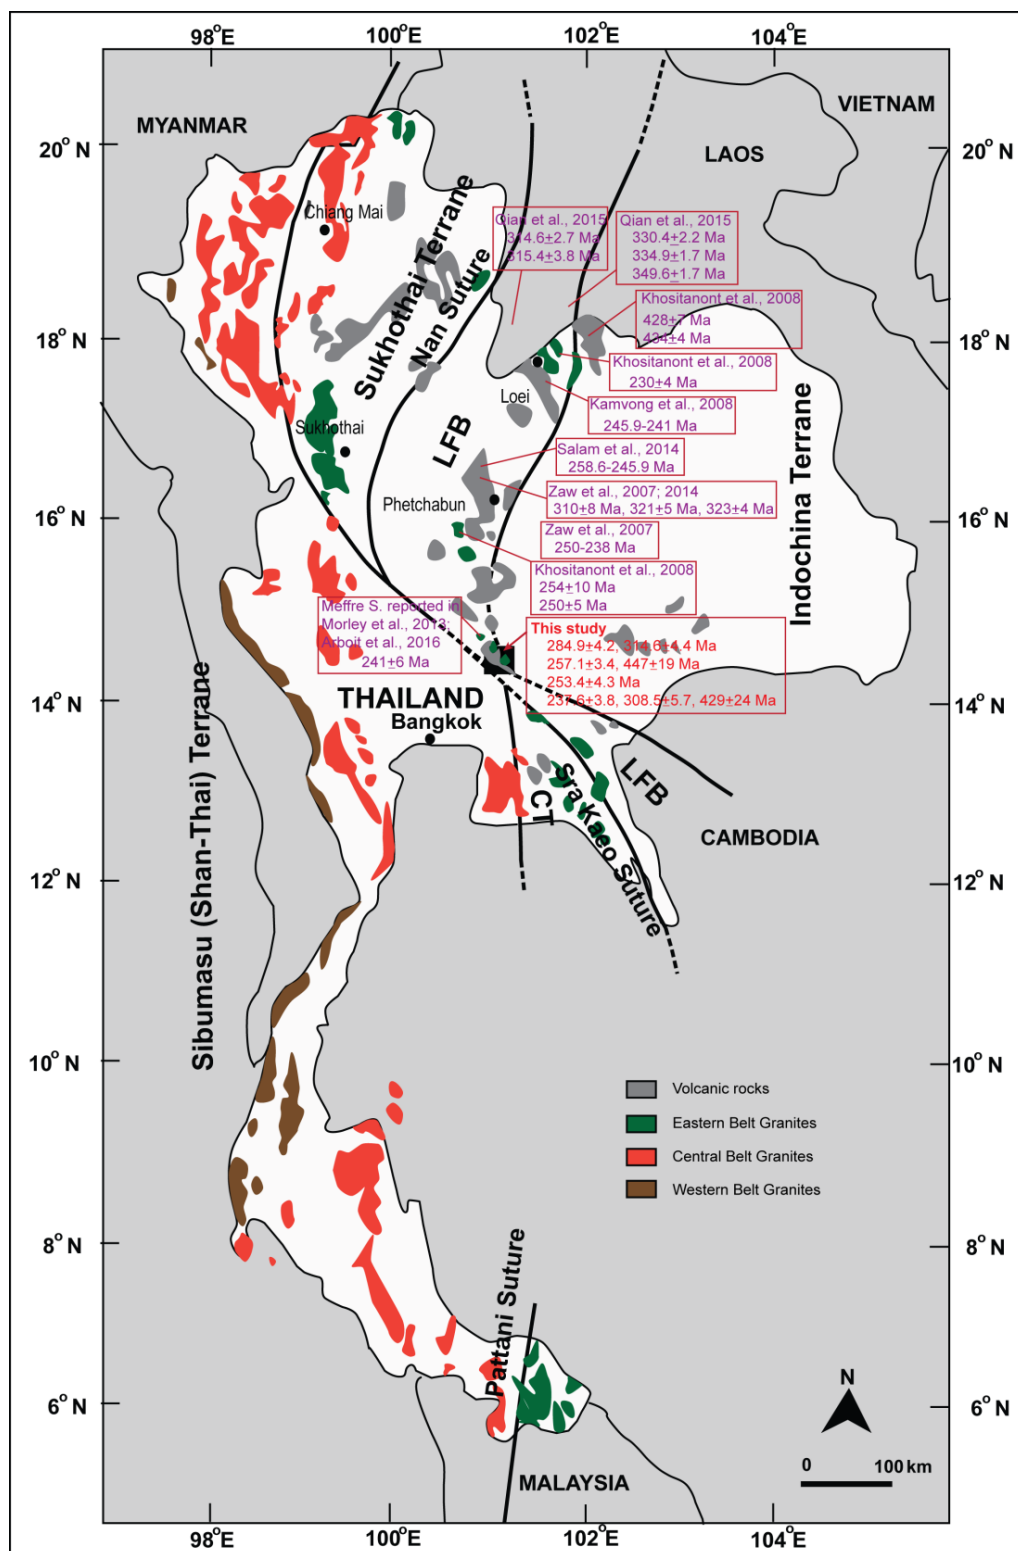 98°E 100°E 102°E 104°E
MYANMAR
VIETNAM
LAOS
20° N
20° N
Chiang Mai
Sukhothai Terrane
Nan Suture
Qian et al., 2015
314.6±2.7 Ma
315.4±3.8 Ma
Qian et al., 2015
330.4±2.2 Ma
334.9±1.7 Ma
349.6±1.7 Ma
Khositanont et al., 2008
428±7 Ma
434±4 Ma
18° N
18° N
Khositanont et al., 2008
230±4 Ma
Loei
Kamvong et al., 2008
245.9-241 Ma
Sukhothai
LFB
Salam et al., 2014
258.6-245.9 Ma
Indochina Terrane
Phetchabun
Zaw et al., 2007; 2014
310±8 Ma, 321±5 Ma, 323±4 Ma
16° N
16° N
Zaw et al., 2007
250-238 Ma
Khositanont et al., 2008
254±10 Ma
250±5 Ma
Meffre S. reported in
Morley et al., 2013;
Arboit et al., 2016
241±6 Ma
This study
284.9±4.2, 314.6±4.4 Ma
257.1±3.4, 447±19 Ma
253.4±4.3 Ma
237.6±3.8, 308.5±5.7, 429±24 Ma
14° N
14° N
THAILAND
Bangkok
Sibumasu (Shan-Thai) Terrane
CT
Sra Kaeo Suture
LFB
CAMBODIA
12° N
12° N
10° N
10° N
Volcanic rocks
Eastern Belt Granites
Central Belt Granites
Western Belt Granites
8° N
8° N
Pattani Suture
6° N
6° N
N
0 100 km
MALAYSIA
98°E 100°E 102°E 104°E